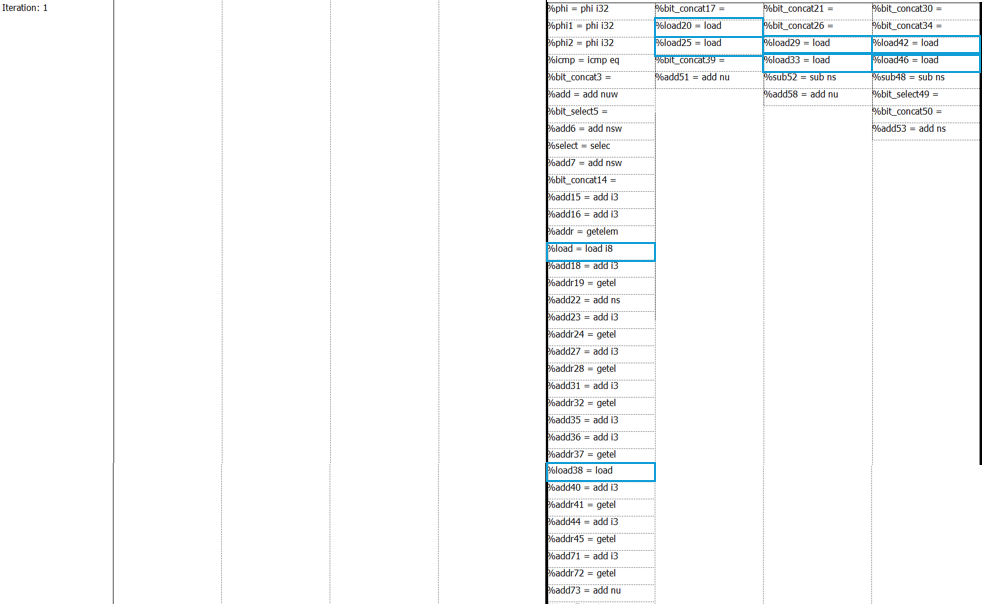 Iteration: 1
%phi = phi i32
%phi1 = phi i32
%phi2 = phi i32
%icmp = icmp eq
%bit_concat3 =
%add = add nuw
%bit_select5 =
%add6 = add nsw
%select = selec
%add7 = add nsw
%bit_concat14 =
%add15 = add i3
%add16 = add i3
%addr = getelem
%load = load i8
%add18 = add i3
%addr19 = getel
%add22 = add ns
%add23 = add i3
%addr24 = getel
%add27 = add i3
%addr28 = getel
%add31 = add i3
%addr32 = getel
%add35 = add i3
%add36 = add i3
%addr37 = getel
%load38 = load
%add40 = add i3
%addr41 = getel
%add44 = add i3
%addr45 = getel
%add71 = add i3
%addr72 = getel
%add73 = add nu
%bit_concat17 =
%load20 = load
%load25 = load
%bit_concat39 =
%add51 = add nu
%bit_concat21 =
%bit_concat26 =
%load29 = load
%load33 = load
%sub52 = sub ns
%add58 = add nu
%bit_concat30 =
%bit_concat34 =
%load42 = load
%load46 = load
%sub48 = sub ns
%bit_select49 =
%bit_concat50 =
%add53 = add ns